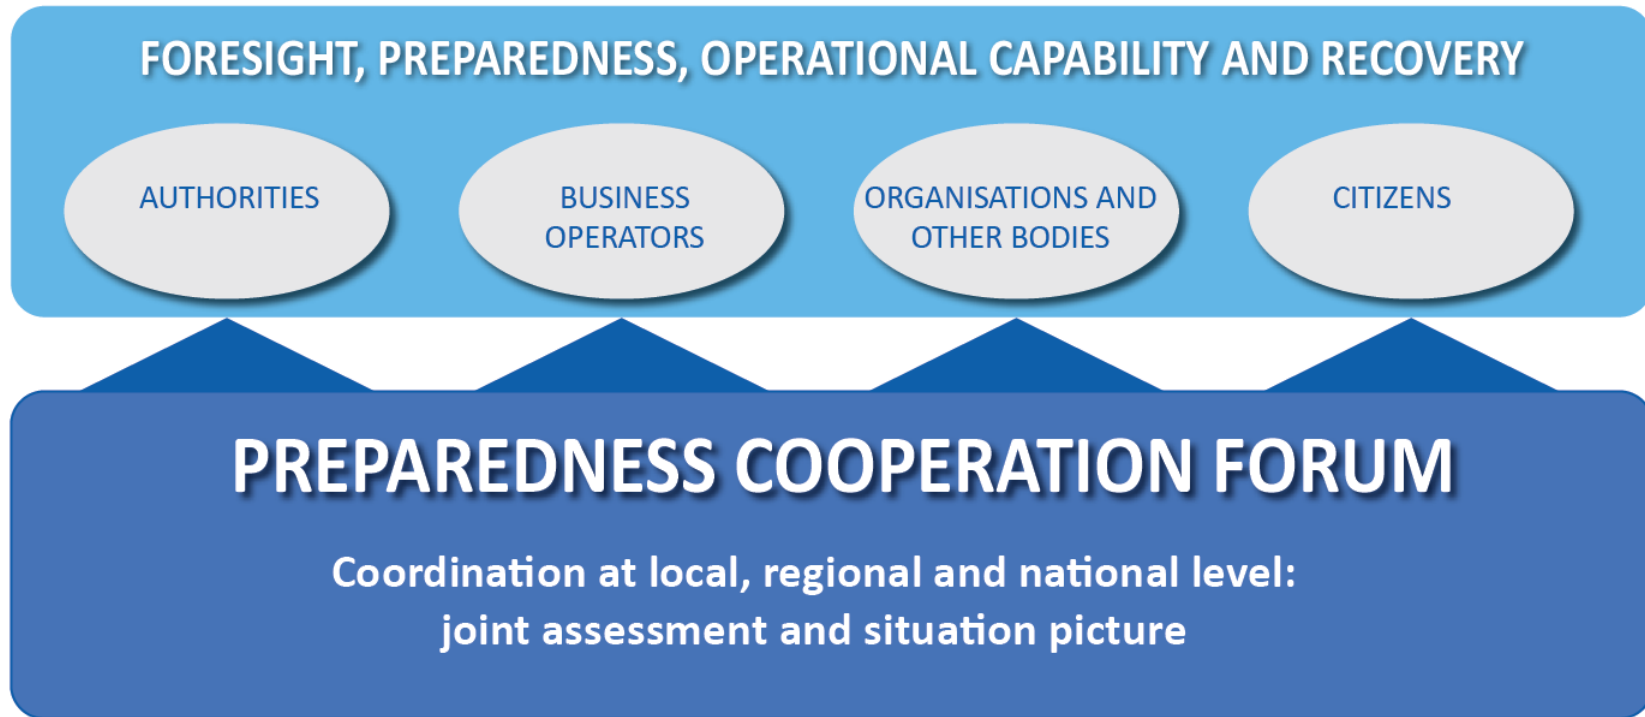 FORESIGHT, PREPAREDNESS, OPERATIONAL CAPABILITY AND RECOVERY
AUTHORITIES
BUSINESS
OPERATORS
ORGANISATIONS AND
OTHER BODIES
CITIZENS
PREPAREDNESS COOPERATION FORUM
Coordination at local, regional and national level:
joint assessment and situation picture